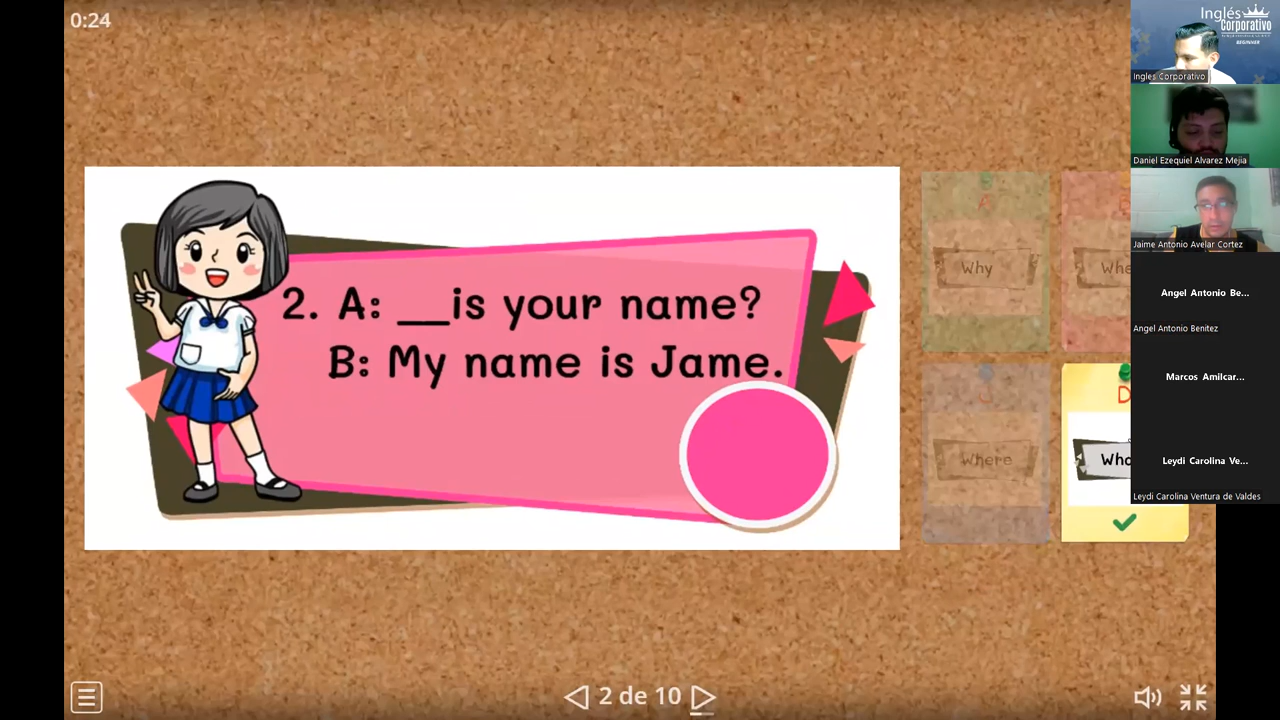 0:24
2. A: __is your name?
B: My name is Jame.
A
Why
Where
D
2 de 10
Inglés
Corporativo
BEGINNER
Ingles Corporativo
Daniel Ezequiel Alvarez Mejia
Jaime Antonio Avelar Cortez
Angel Antonio Be...
Angel Antonio Benitez
Marcos Amilcar...
Leydi Carolina Ve...
Leydi Carolina Ventura de Valdes